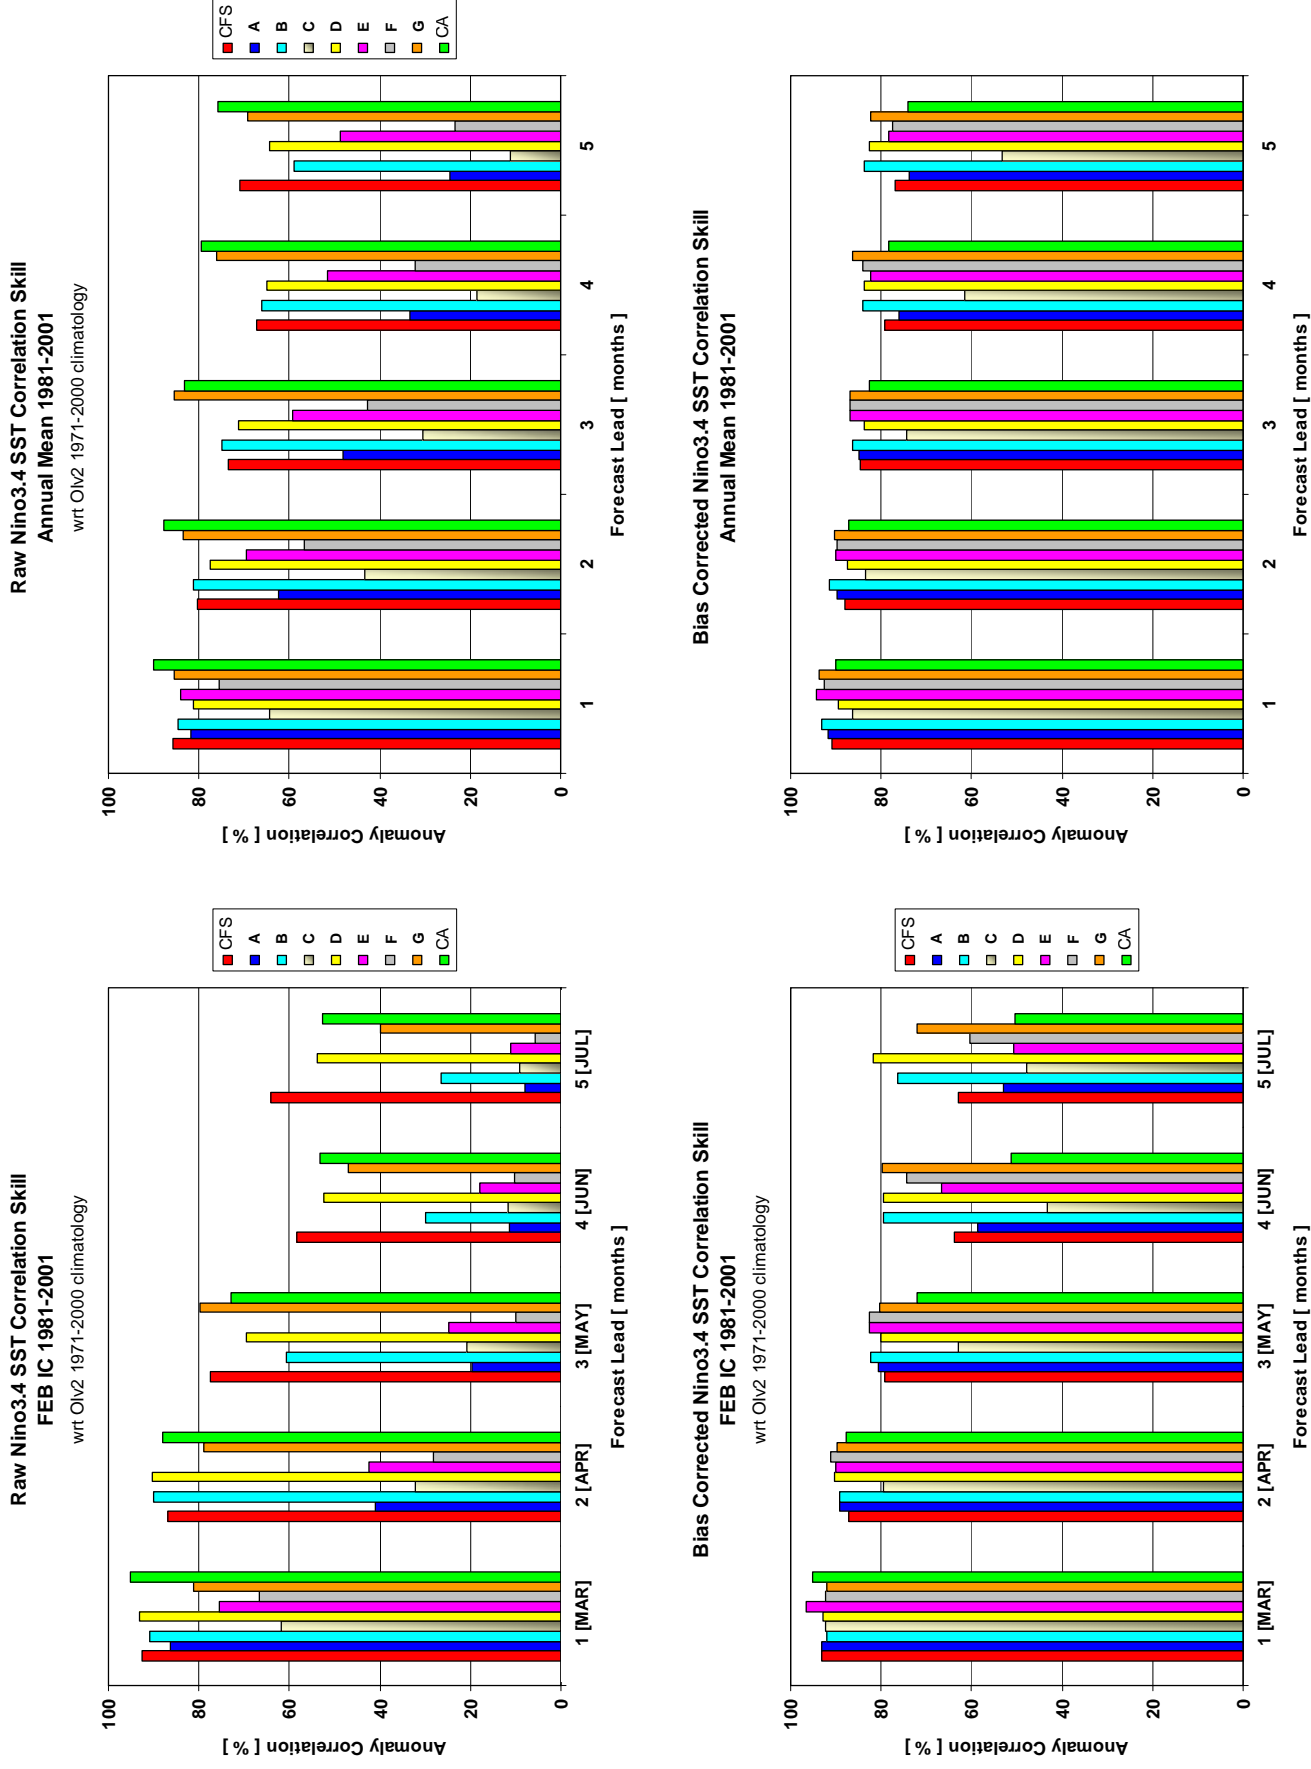 Raw Nino3.4 SST Correlation Skill
FEB IC 1981-2001
wrt OIv2 1971-2000 climatology
Anomaly Correlation [ % ]
100
80
60
40
20
0
1 [MAR]
2 [APR]
3 [MAY]
4 [JUN]
5 [JUL]
Forecast Lead [ months ]
CFS
A
B
C
D
E
F
G
CA
Raw Nino3.4 SST Correlation Skill
Annual Mean 1981-2001
wrt OIv2 1971-2000 climatology
Anomaly Correlation [ % ]
100
80
60
40
20
0
1
2
3
4
5
Forecast Lead [ months ]
CFS
A
B
C
D
E
F
G
CA
Bias Corrected Nino3.4 SST Correlation Skill
FEB IC 1981-2001
wrt OIv2 1971-2000 climatology
Anomaly Correlation [ % ]
100
80
60
40
20
0
1 [MAR]
2 [APR]
3 [MAY]
4 [JUN]
5 [JUL]
Forecast Lead [ months ]
CFS
A
B
C
D
E
F
G
CA
Bias Corrected Nino3.4 SST Correlation Skill
Annual Mean 1981-2001
Anomaly Correlation [ % ]
100
80
60
40
20
0
1
2
3
4
5
Forecast Lead [ months ]